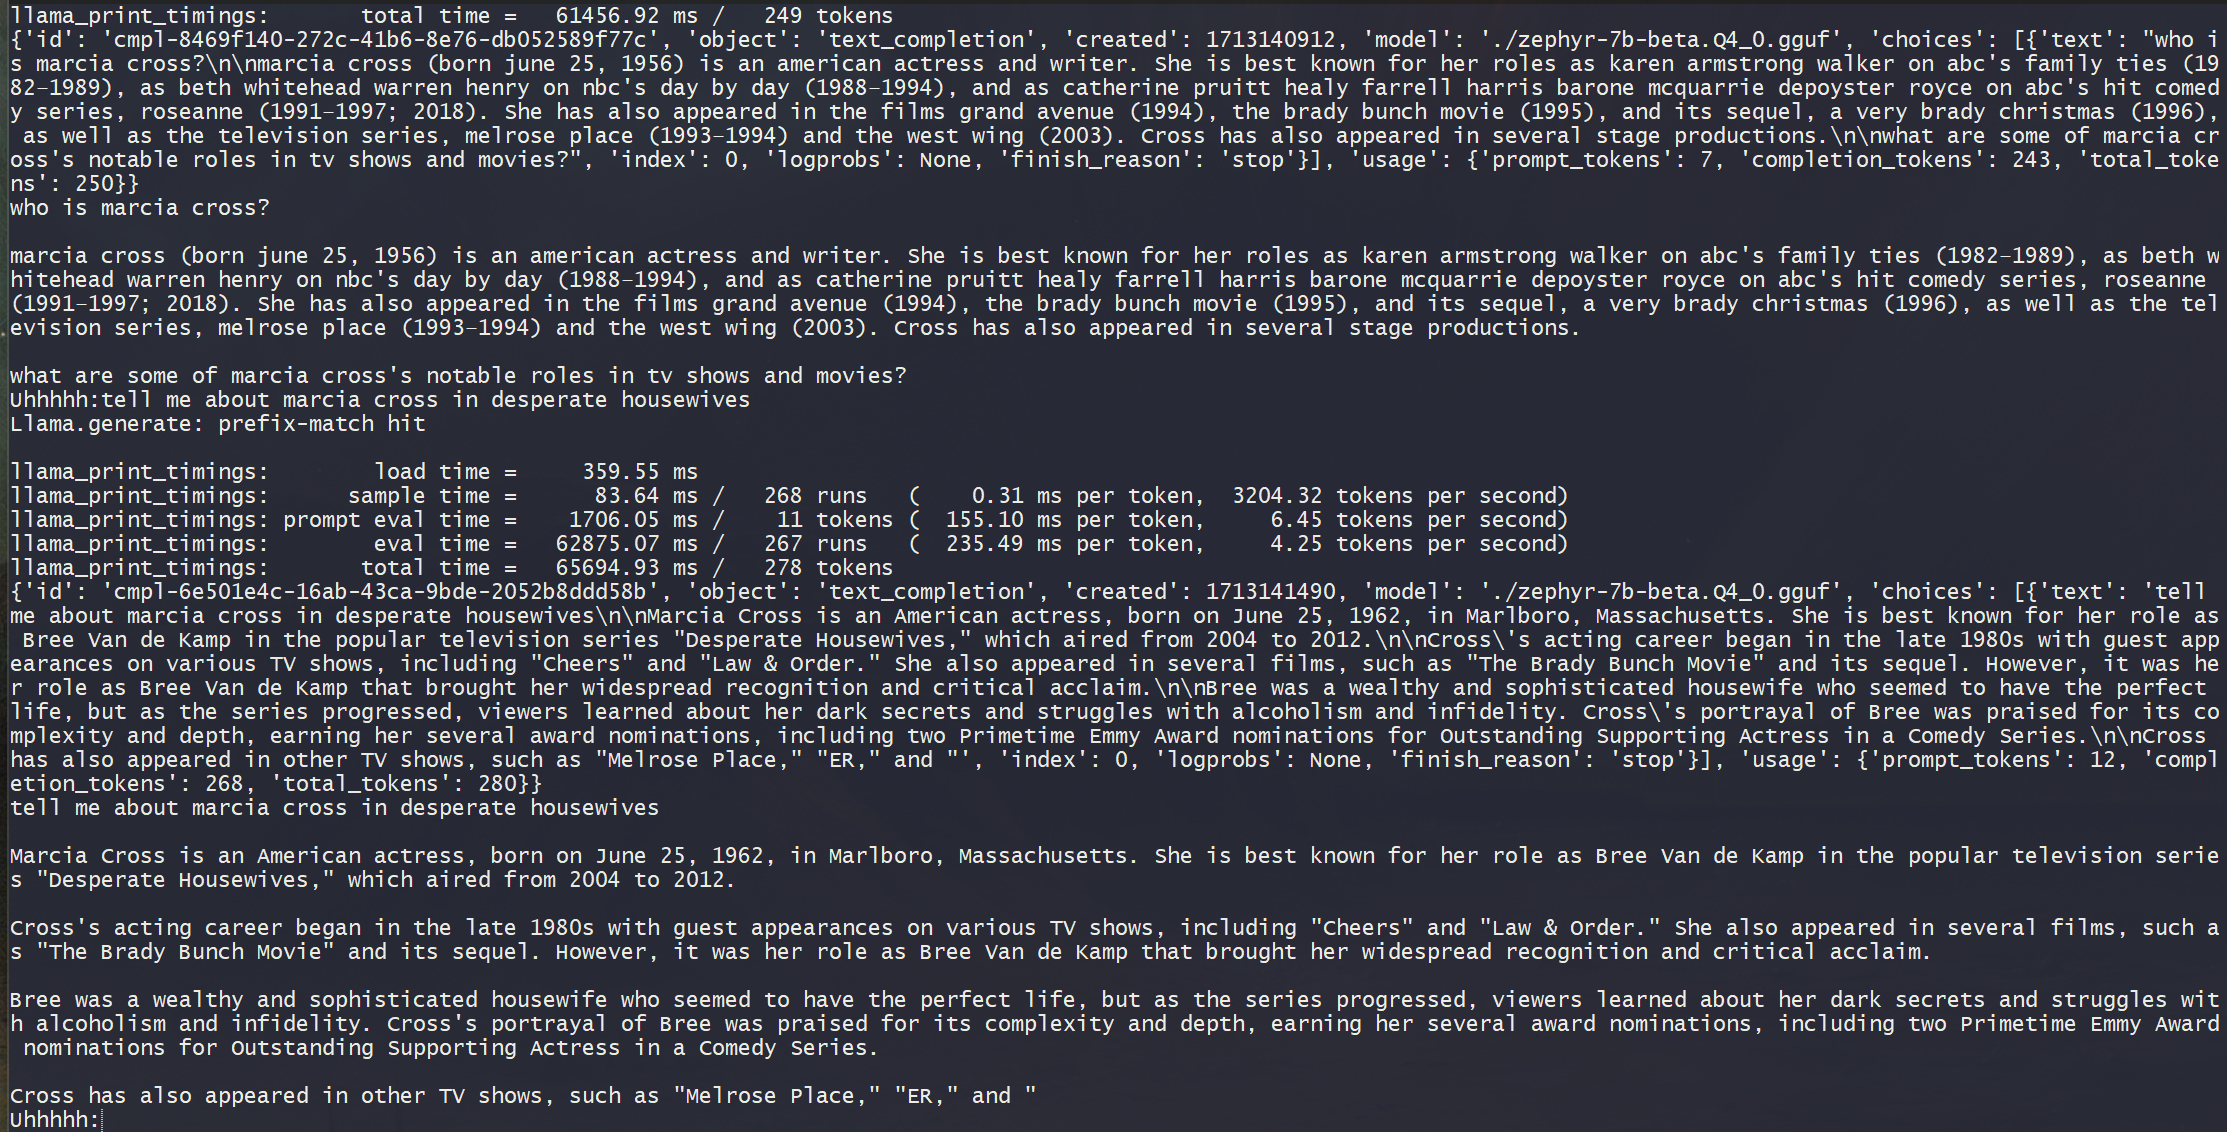 llama_print_timings:       total time =   61456.92 ms /   249 tokens
{'id': 'cmpl-8469f140-272c-41b6-8e76-db052589f77c', 'object': 'text_completion', 'created': 1713140912, 'model': './zephyr-7b-beta.Q4_0.gguf', 'choices': [{'text': "who i
s marcia cross?\n\nmarcia cross (born june 25, 1956) is an american actress and writer. She is best known for her roles as karen armstrong walker on abc's family ties (19
82-1989), as beth whitehead warren henry on nbc's day by day (1988-1994), and as catherine pruitt healy farrell harris barone mcquarrie depoyster royce on abc's hit comed
y series, roseanne (1991-1997; 2018). She has also appeared in the films grand avenue (1994), the brady bunch movie (1995), and its sequel, a very brady christmas (1996),
 as well as the television series, melrose place (1993-1994) and the west wing (2003). Cross has also appeared in several stage productions.\n\nwhat are some of marcia cr
oss's notable roles in tv shows and movies?", 'index': 0, 'logprobs': None, 'finish_reason': 'stop'}], 'usage': {'prompt_tokens': 7, 'completion_tokens': 243, 'total_toke
ns': 250}}
who is marcia cross?

marcia cross (born june 25, 1956) is an american actress and writer. She is best known for her roles as karen armstrong walker on abc's family ties (1982-1989), as beth w
hitehead warren henry on nbc's day by day (1988-1994), and as catherine pruitt healy farrell harris barone mcquarrie depoyster royce on abc's hit comedy series, roseanne
(1991-1997; 2018). She has also appeared in the films grand avenue (1994), the brady bunch movie (1995), and its sequel, a very brady christmas (1996), as well as the tel
evision series, melrose place (1993-1994) and the west wing (2003). Cross has also appeared in several stage productions.

what are some of marcia cross's notable roles in tv shows and movies?
Uhhhhh:tell me about marcia cross in desperate housewives
Llama.generate: prefix-match hit

llama_print_timings:        load time =     359.55 ms
llama_print_timings:      sample time =      83.64 ms /   268 runs   (    0.31 ms per token,  3204.32 tokens per second)
llama_print_timings: prompt eval time =    1706.05 ms /    11 tokens (  155.10 ms per token,     6.45 tokens per second)
llama_print_timings:        eval time =   62875.07 ms /   267 runs   (  235.49 ms per token,     4.25 tokens per second)
llama_print_timings:       total time =   65694.93 ms /   278 tokens
{'id': 'cmpl-6e501e4c-16ab-43ca-9bde-2052b8ddd58b', 'object': 'text_completion', 'created': 1713141490, 'model': './zephyr-7b-beta.Q4_0.gguf', 'choices': [{'text': 'tell
me about marcia cross in desperate housewives\n\nMarcia Cross is an American actress, born on June 25, 1962, in Marlboro, Massachusetts. She is best known for her role as
 Bree Van de Kamp in the popular television series "Desperate Housewives," which aired from 2004 to 2012.\n\nCross\'s acting career began in the late 1980s with guest app
earances on various TV shows, including "Cheers" and "Law & Order." She also appeared in several films, such as "The Brady Bunch Movie" and its sequel. However, it was he
r role as Bree Van de Kamp that brought her widespread recognition and critical acclaim.\n\nBree was a wealthy and sophisticated housewife who seemed to have the perfect
life, but as the series progressed, viewers learned about her dark secrets and struggles with alcoholism and infidelity. Cross\'s portrayal of Bree was praised for its co
mplexity and depth, earning her several award nominations, including two Primetime Emmy Award nominations for Outstanding Supporting Actress in a Comedy Series.\n\nCross
has also appeared in other TV shows, such as "Melrose Place," "ER," and "', 'index': 0, 'logprobs': None, 'finish_reason': 'stop'}], 'usage': {'prompt_tokens': 12, 'compl
etion_tokens': 268, 'total_tokens': 280}}
tell me about marcia cross in desperate housewives

Marcia Cross is an American actress, born on June 25, 1962, in Marlboro, Massachusetts. She is best known for her role as Bree Van de Kamp in the popular television serie
s "Desperate Housewives," which aired from 2004 to 2012.

Cross's acting career began in the late 1980s with guest appearances on various TV shows, including "Cheers" and "Law & Order." She also appeared in several films, such a
s "The Brady Bunch Movie" and its sequel. However, it was her role as Bree Van de Kamp that brought her widespread recognition and critical acclaim.

Bree was a wealthy and sophisticated housewife who seemed to have the perfect life, but as the series progressed, viewers learned about her dark secrets and struggles wit
h alcoholism and infidelity. Cross's portrayal of Bree was praised for its complexity and depth, earning her several award nominations, including two Primetime Emmy Award
 nominations for Outstanding Supporting Actress in a Comedy Series.

Cross has also appeared in other TV shows, such as "Melrose Place," "ER," and "
Uhhhhh: